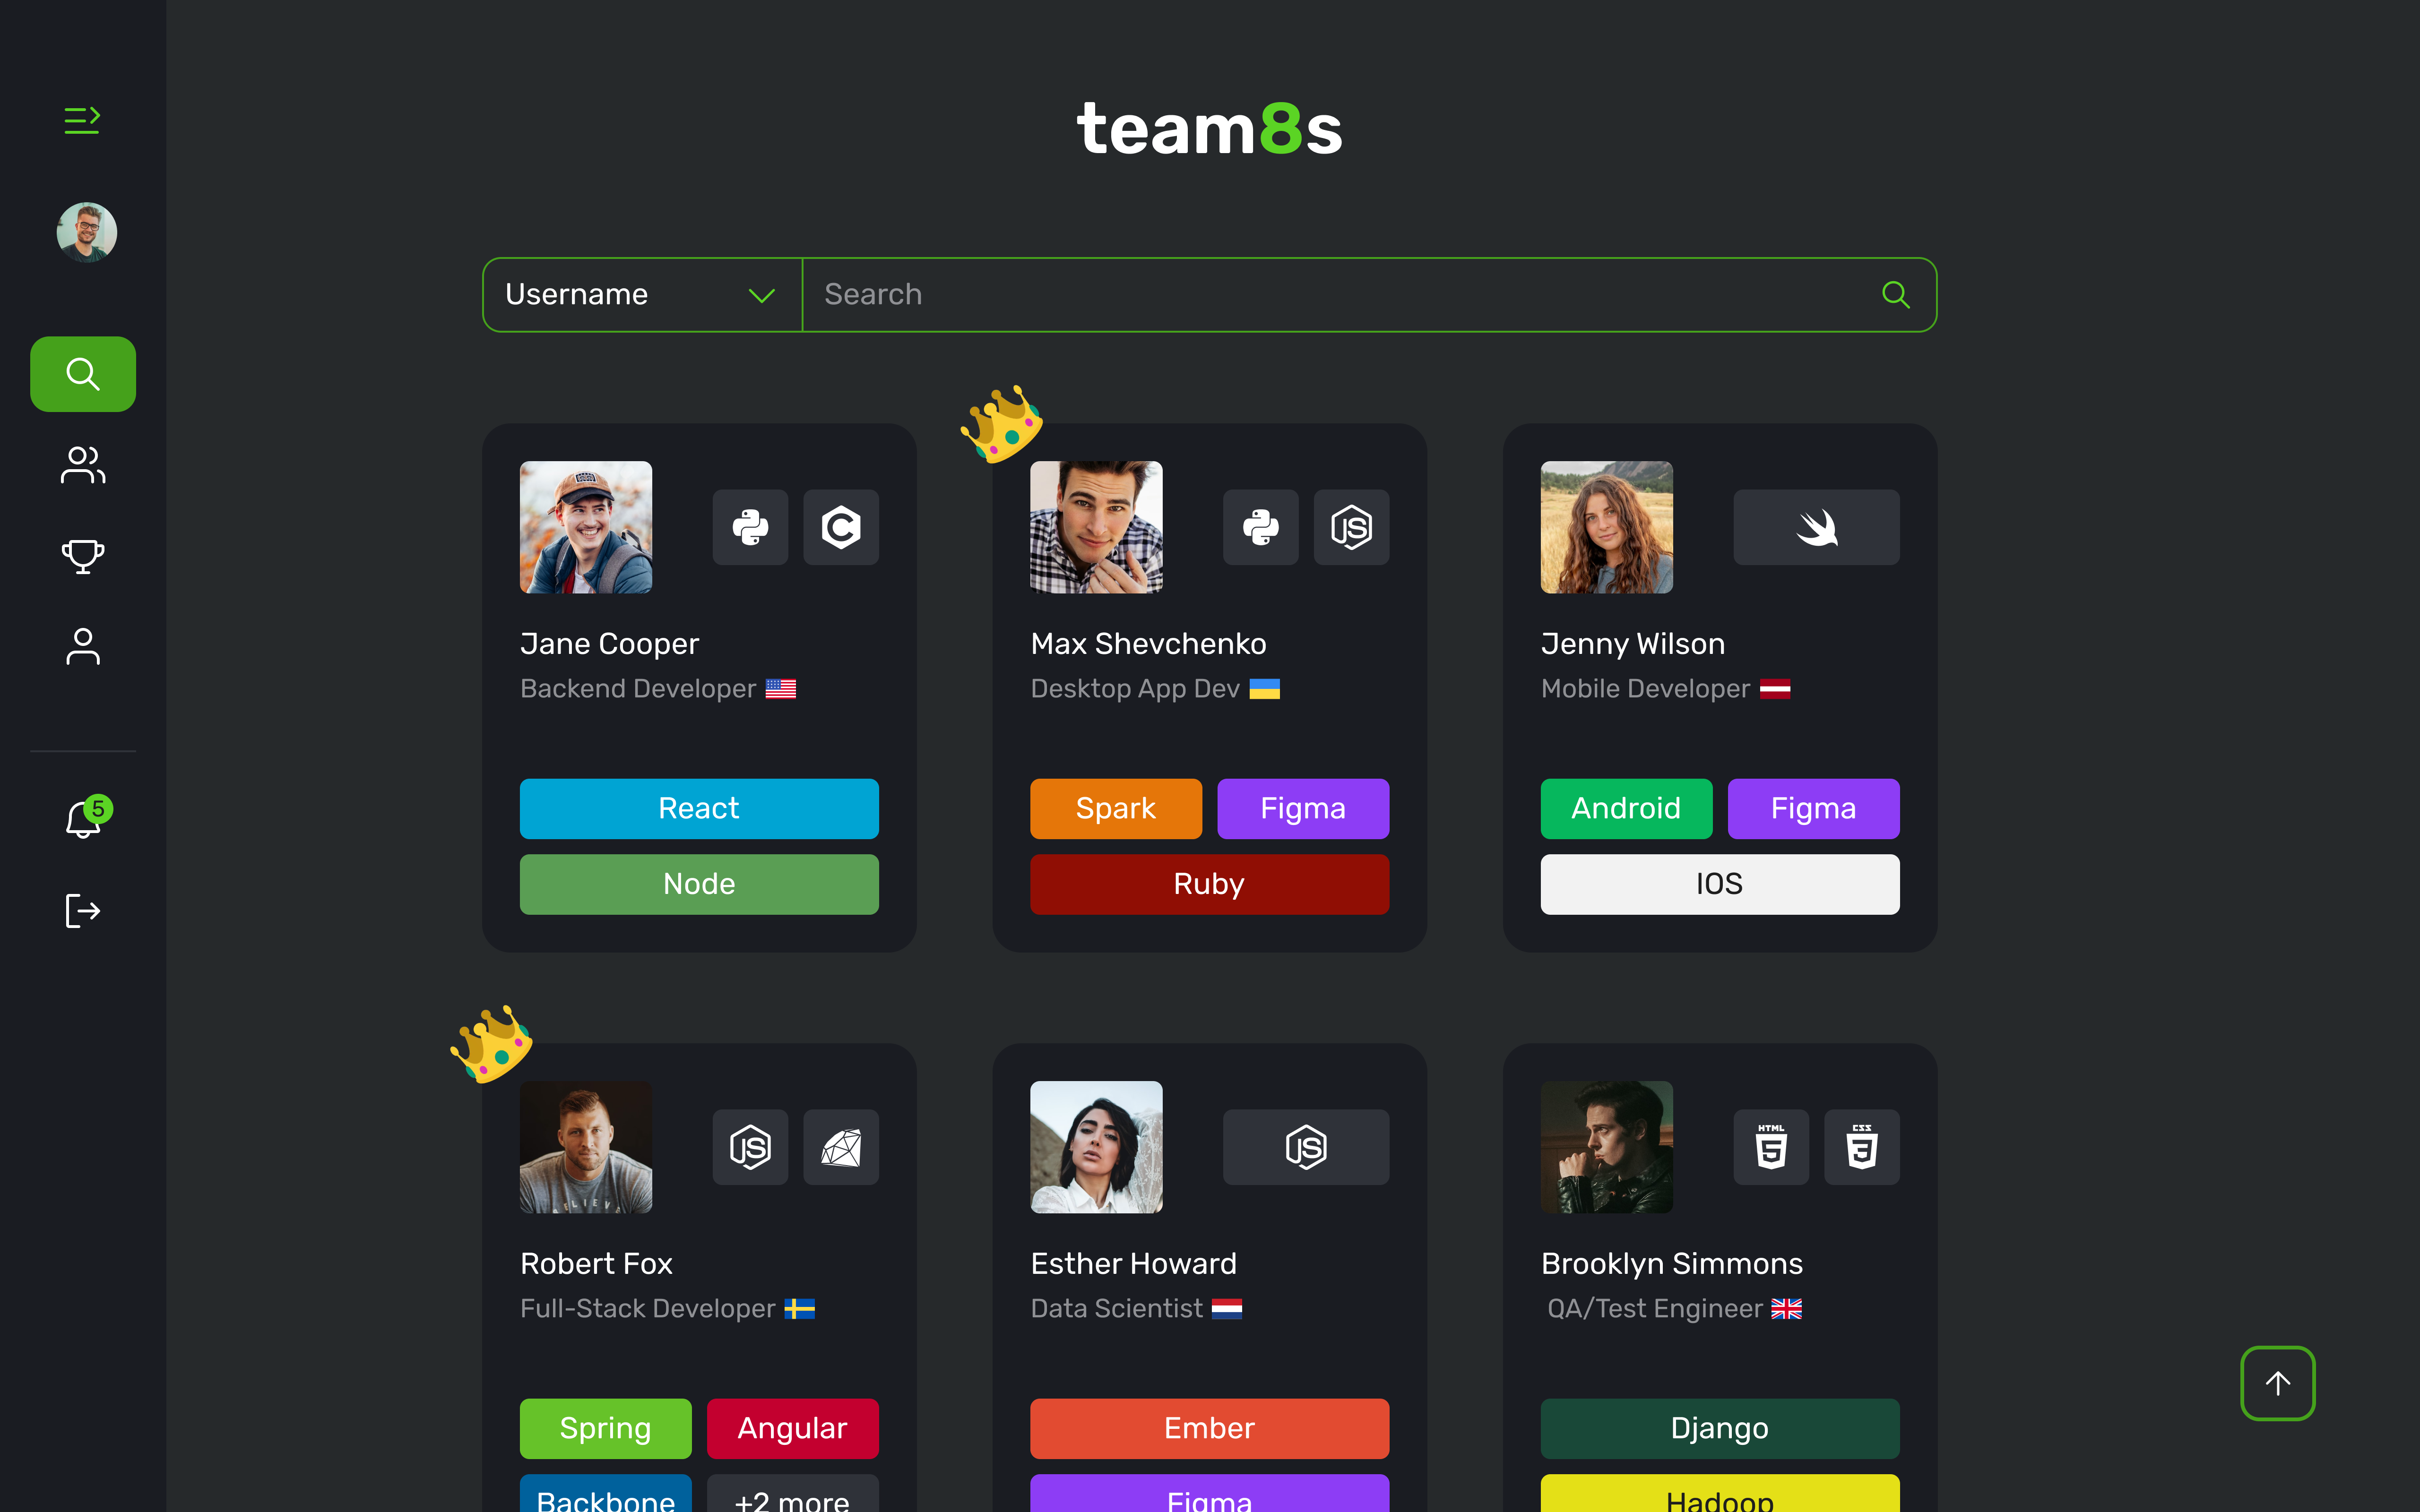 team8s
Username
Search
Jane Cooper
Backend Developer
React
Node
JS
Max Shevchenko
Desktop App Dev
Spark
Figma
Ruby
Jenny Wilson
Mobile Developer
Android
Figma
IOS
5
JS
Robert Fox
Full-Stack Developer
Spring
Angular
Backbone
+2 more
JS
Esther Howard
Data Scientist
Ember
Figma
HTML
5
CSS
3
Brooklyn Simmons
QA/Test Engineer
Django
Hadoop